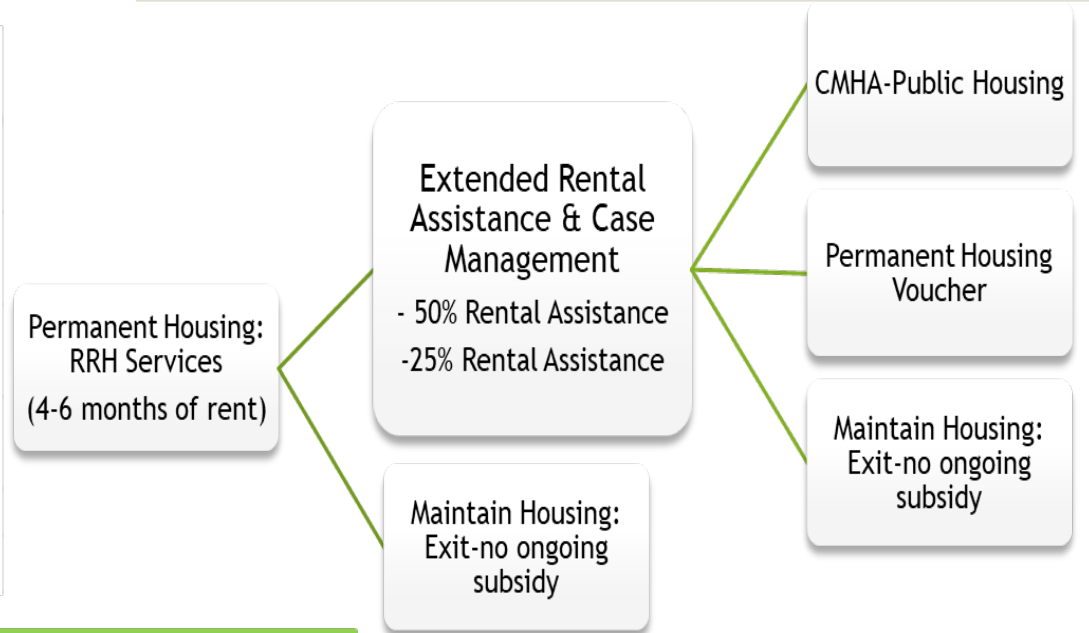 Permanent Housing:
RRH Services
(4-6 months of rent)
Extended Rental
Assistance & Case
Management
- 50% Rental Assistance
-25% Rental Assistance
Maintain Housing:
Exit-no ongoing
subsidy
CMHA-Public Housing
Permanent Housing
Voucher
Maintain Housing:
Exit-no ongoing
subsidy